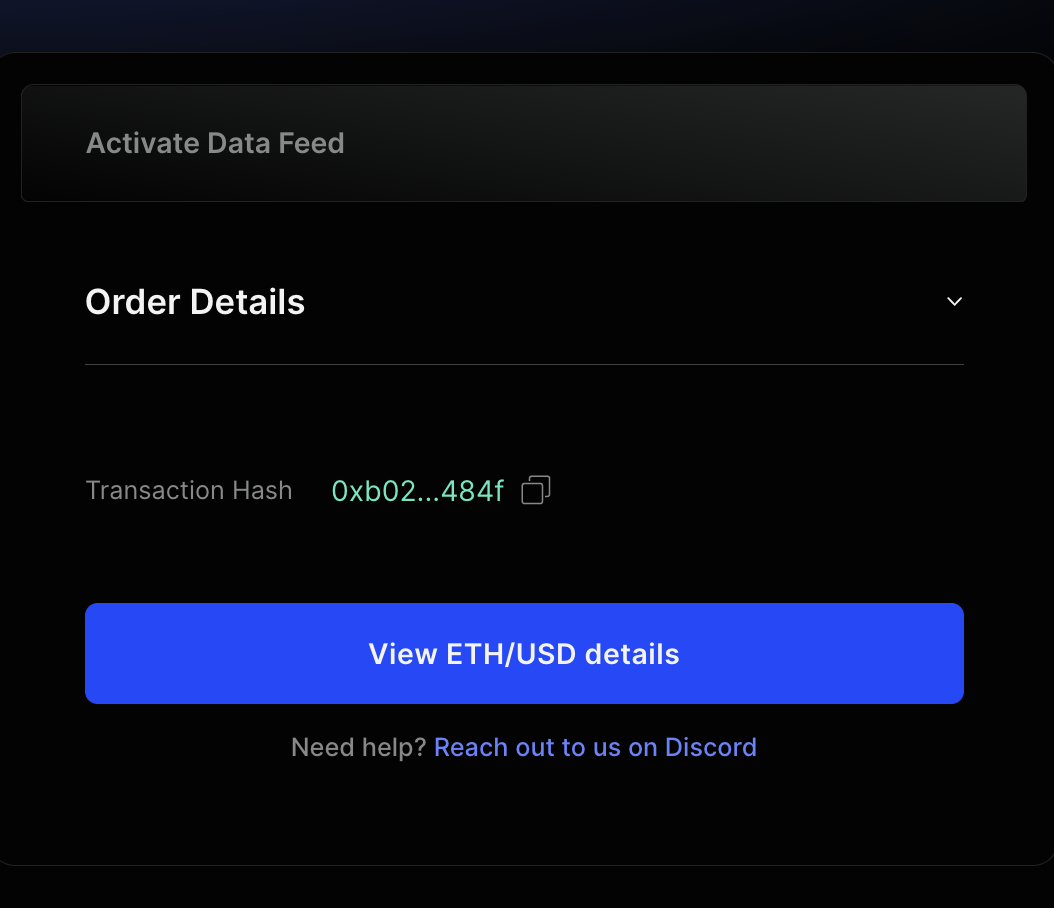 Activate Data Feed
Order Details
Transaction Hash 0xb02...484f
View ETH/USD details
Need help? Reach out to us on Discord